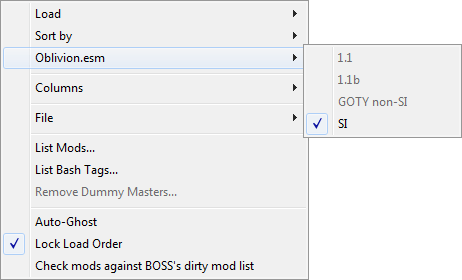 Load
Sort by
Oblivion.esm
Columns
File
List Mods...
List Bash Tags...
Remove Dummy Masters...
Auto-Ghost
Lock Load Order
Check mods against BOSS's dirty mod list
1.1
1.1b
GOTY non-SI
SI